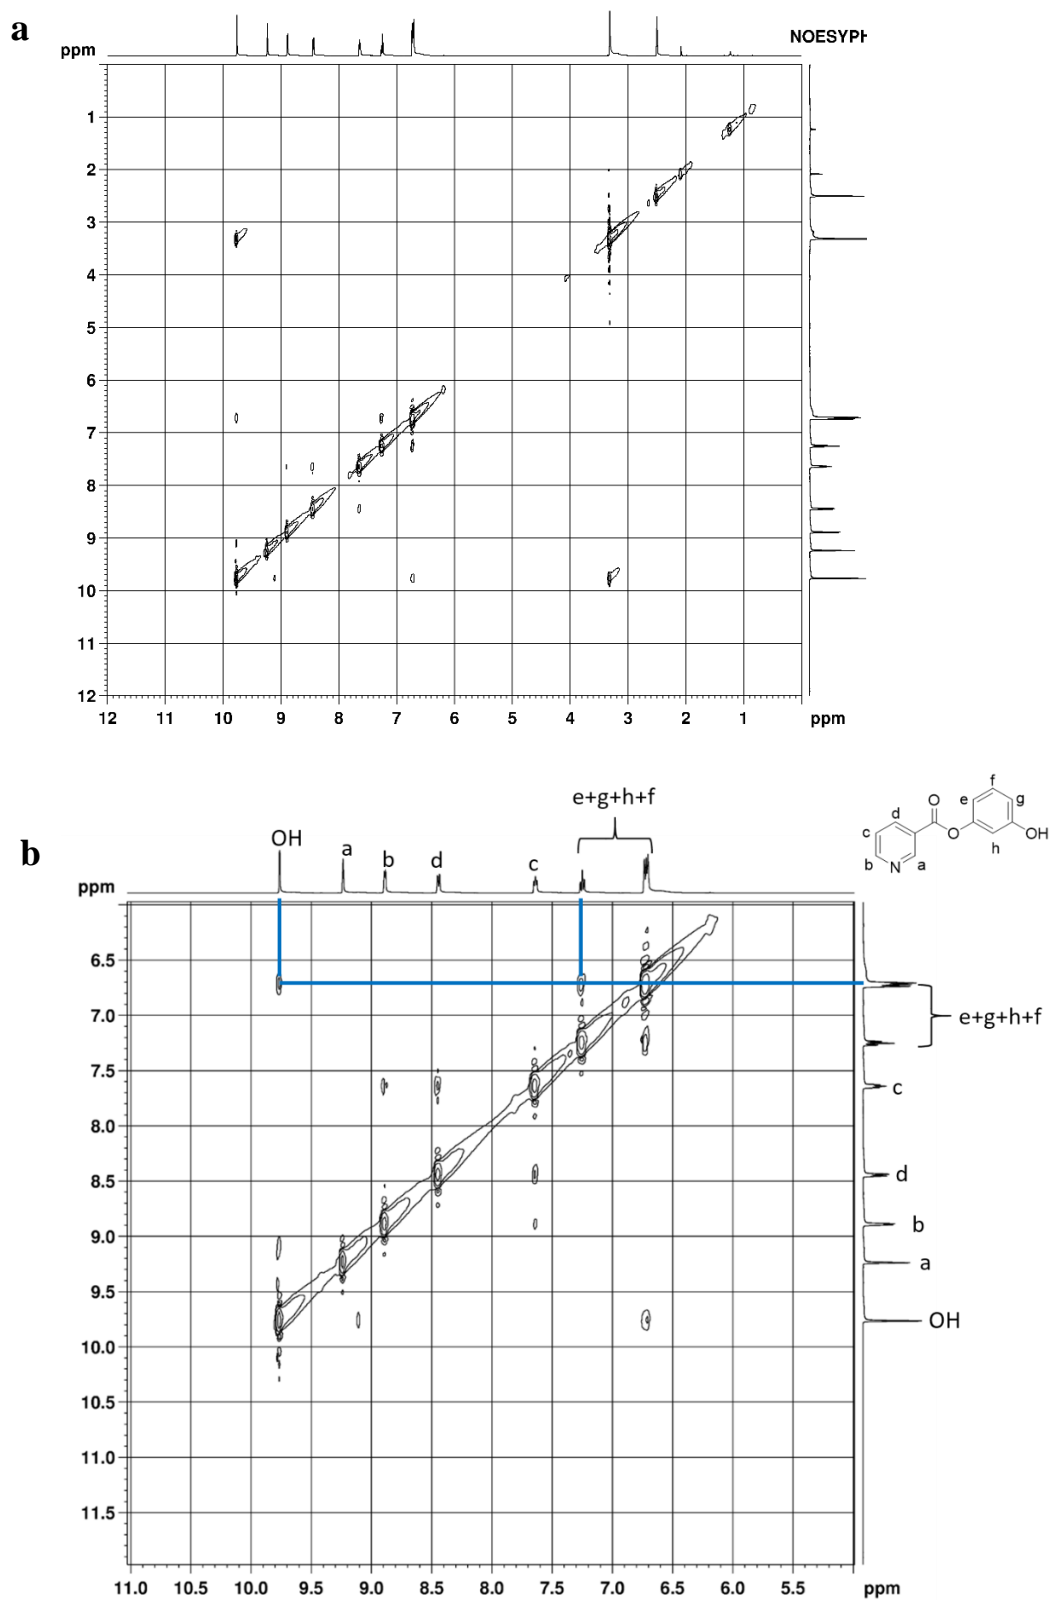 a
NOESYPH
ppm
1
2
3
4
5
6
7
8
9
10
11
12
12 11 10 9 8 7 6 5 4 3 2 1 ppm
b
e+g+h+f
OH a b d c
ppm
f
e g
d O
c O OH
b N a h
6.5
7.0
7.5
8.0
8.5
9.0
9.5
10.0
10.5
11.0
11.5
e+g+h+f
c
d
b
a
OH
11.0 10.5 10.0 9.5 9.0 8.5 8.0 7.5 7.0 6.5 6.0 5.5 ppm